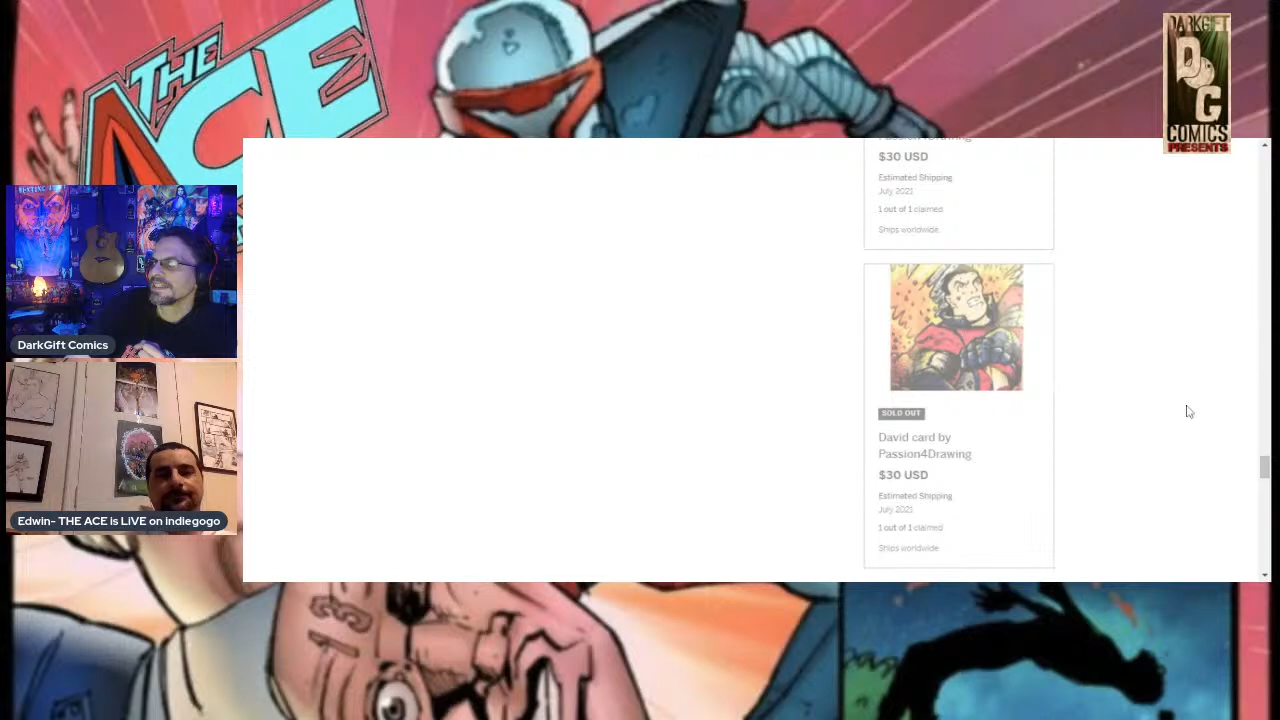 THE
ACE
DARKGIFT
DG
COMICS
PRESENTS
$30 USD
Estimated Shipping
July 2021
1 out of 1 claimed
Ships worldwide
SOLD OUT
David card by
Passion4Drawing
$30 USD
Estimated Shipping
July 2021
1 out of 1 claimed
Ships worldwide
DarkGift Comics
Edwin- THE ACE is LIVE on indiegogo
13